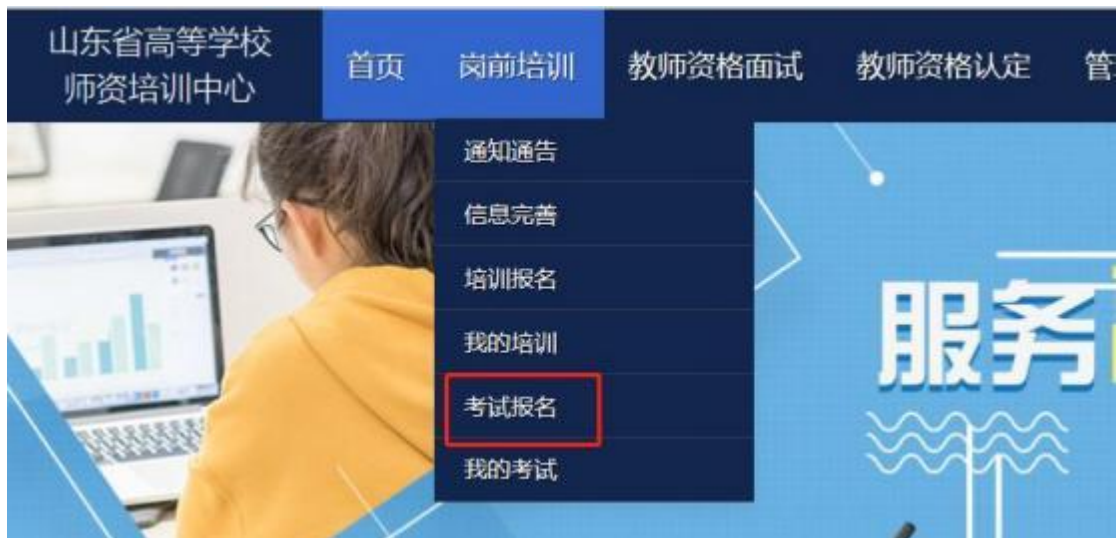 山东省高等学校
师资培训中心
首页 岗前培训 教师资格面试 教师资格认定 管
通知通告
信息完善
培训报名
我的培训
考试报名
我的考试
服务